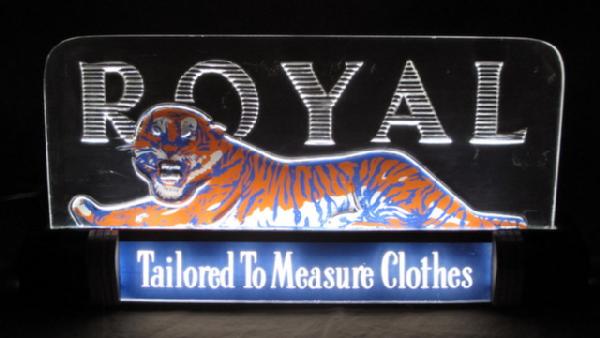 ROYAL
Tailored To Measure Clothes